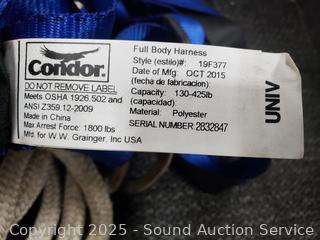 Condor
DO NOT REMOVE LABEL
Meets OSHA 1926.502 and
ANSI Z359.12-2009
Made in China
Max Arrest Force: 1800 lbs
Mfd. for W.W. Grainger, Inc USA
Full Body Harness
Style (estilo)#: 19F377
Date of Mfg: OCT 2015
(fecha de fabricacion)
Capacity: 130-425lb
(capacidad):
Material: Polyester
SERIAL NUMBER:2832847
UNIV
Copyright 2025 - Sound Auction Service